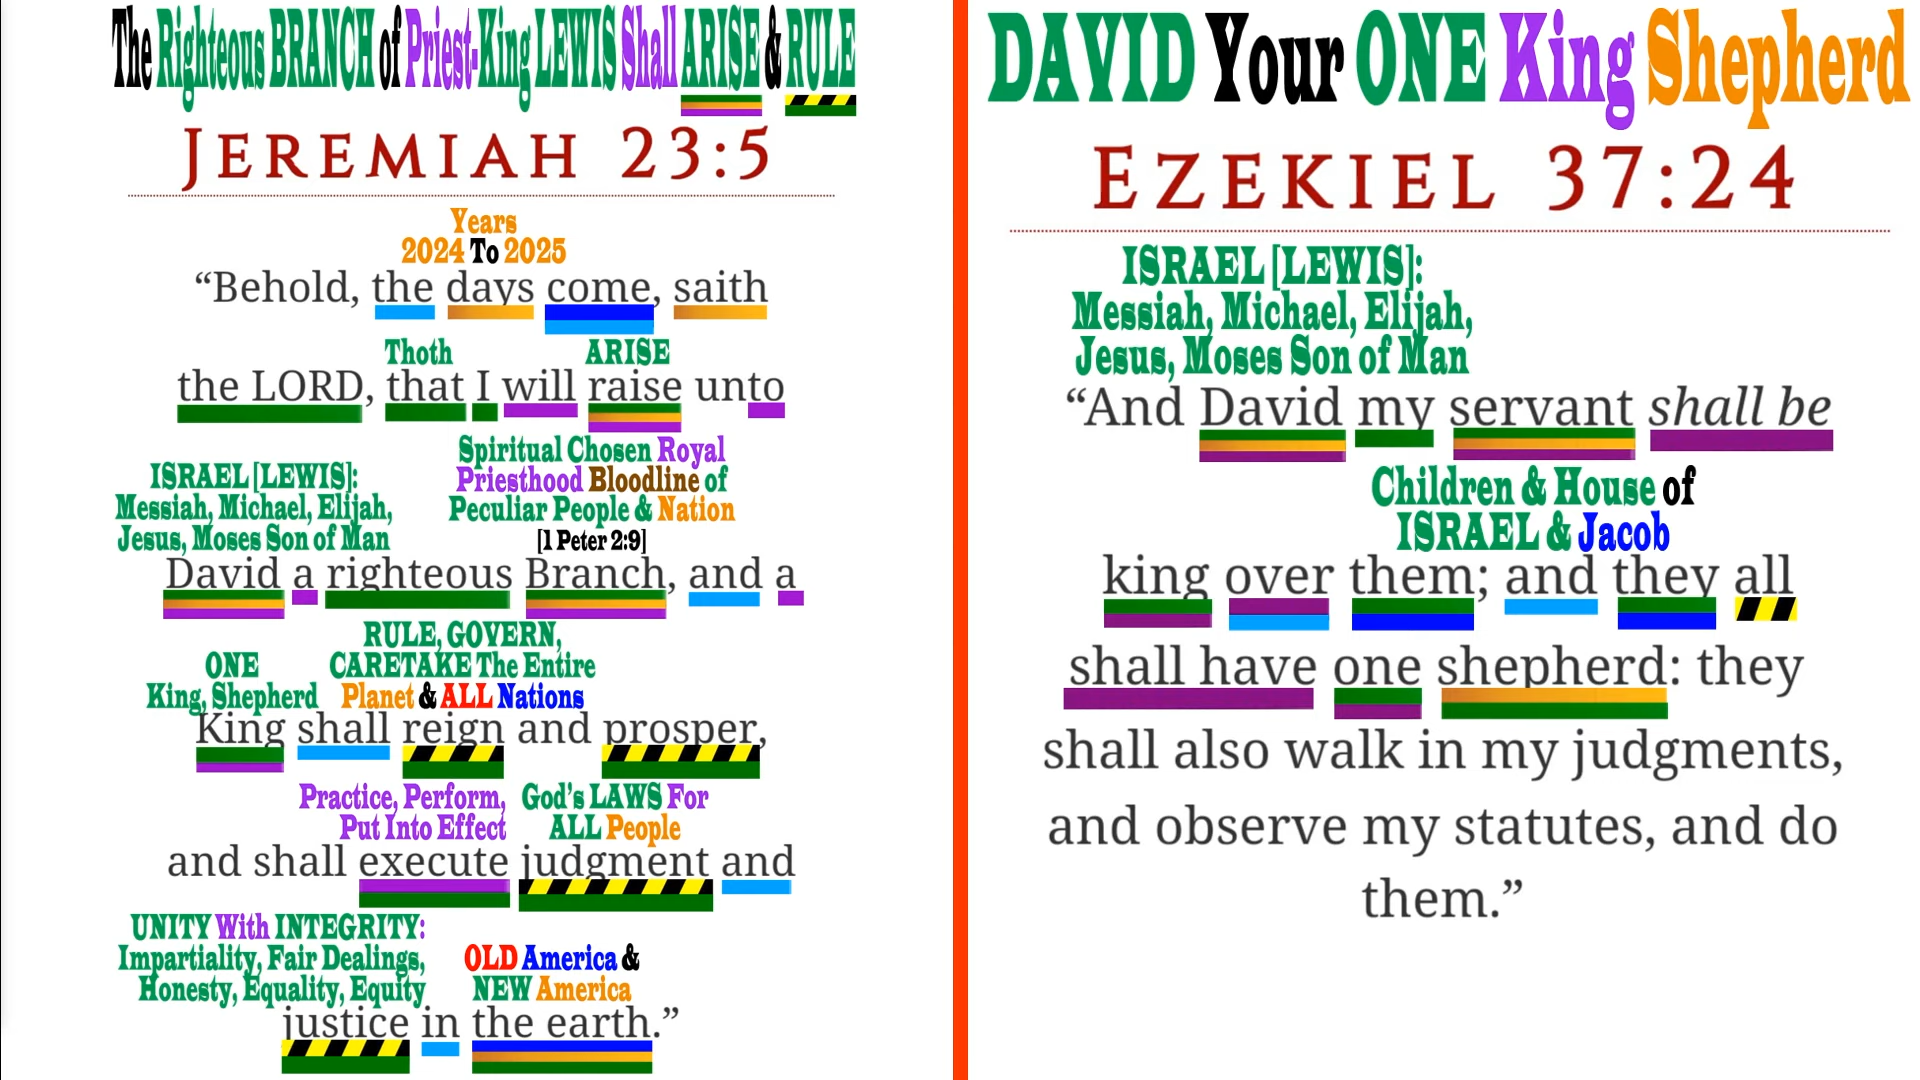 The Righteous BRANCH of Priest-King LEWIS Shall ARISE & RULE
JEREMIAH 23:5
Years
2024 To 2025
“Behold, the days come, saith
Thoth ARISE
the LORD, that I will raise unto
Spiritual Chosen Royal
Priesthood Bloodline of
Peculiar People & Nation
[1 Peter 2:9]
ISRAEL [LEWIS]:
Messiah, Michael, Elijah,
Jesus, Moses Son of Man
David a righteous Branch, and a
ONE
King, Shepherd
RULE, GOVERN,
CARETAKE The Entire
Planet & ALL Nations
King shall reign and prosper,
Practice, Perform,
Put Into Effect
God's LAWS For
ALL People
and shall execute judgment and
UNITY With INTEGRITY:
Impartiality, Fair Dealings,
Honesty, Equality, Equity
OLD America &
NEW America
justice in the earth.”
DAVID Your ONE King Shepherd
EZEKIEL 37:24
ISRAEL [LEWIS]:
Messiah, Michael, Elijah,
Jesus, Moses Son of Man
“And David my servant shall be
Children & House of
ISRAEL & Jacob
king over them; and they all
shall have one shepherd: they
shall also walk in my judgments,
and observe my statutes, and do
them.”